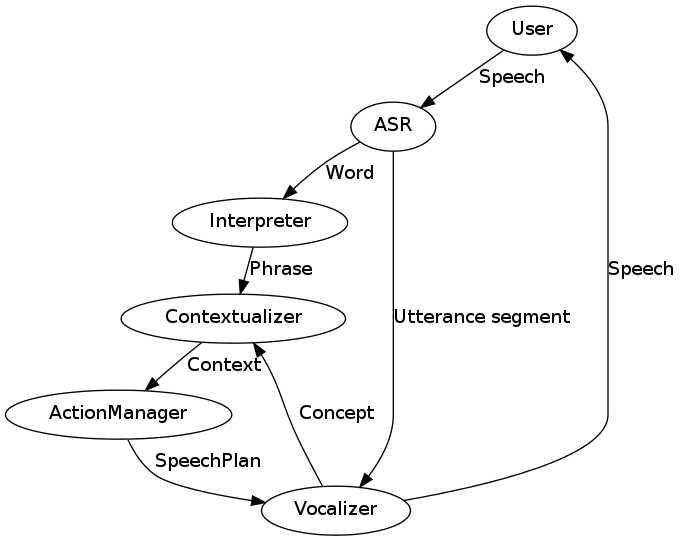 User
Speech
ASR
Word
Interpreter
Phrase
Speech
Contextualizer
Utterance segment
Context
ActionManager
Concept
SpeechPlan
Vocalizer